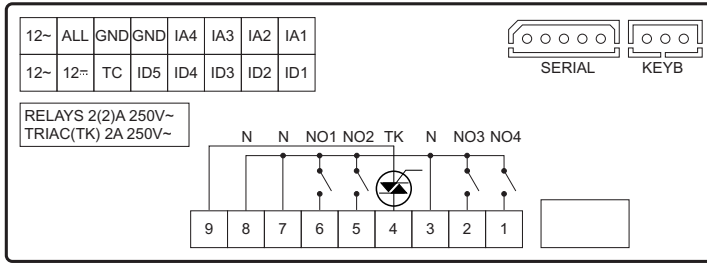 12~ ALL GND GND IA4 IA3 IA2 IA1
12~ 12⎓ TC ID5 ID4 ID3 ID2 ID1
SERIAL KEYB
RELAYS 2(2)A 250V~
TRIAC(TK) 2A 250V~
N N NO1 NO2 TK N NO3 NO4
9 8 7 6 5 4 3 2 1